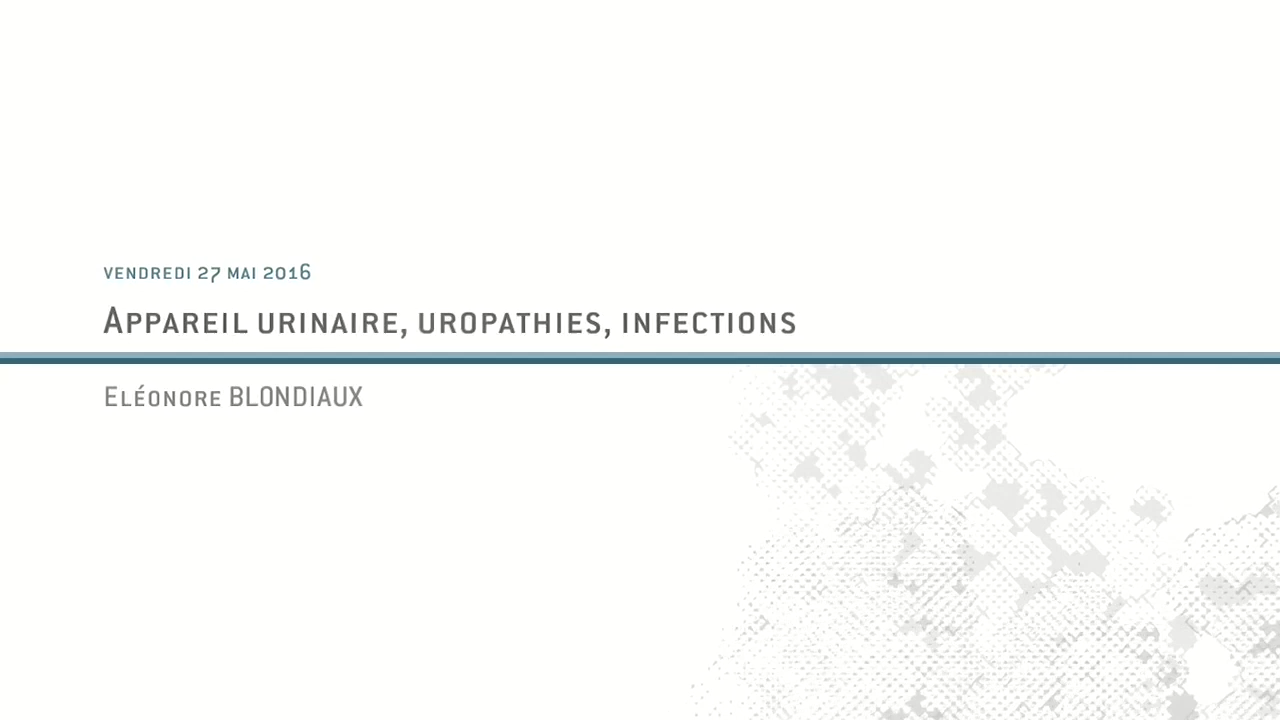 VENDREDI 27 MAI 2016
APPAREIL URINAIRE, UROPATHIES, INFECTIONS
ELÉONORE BLONDIAUX